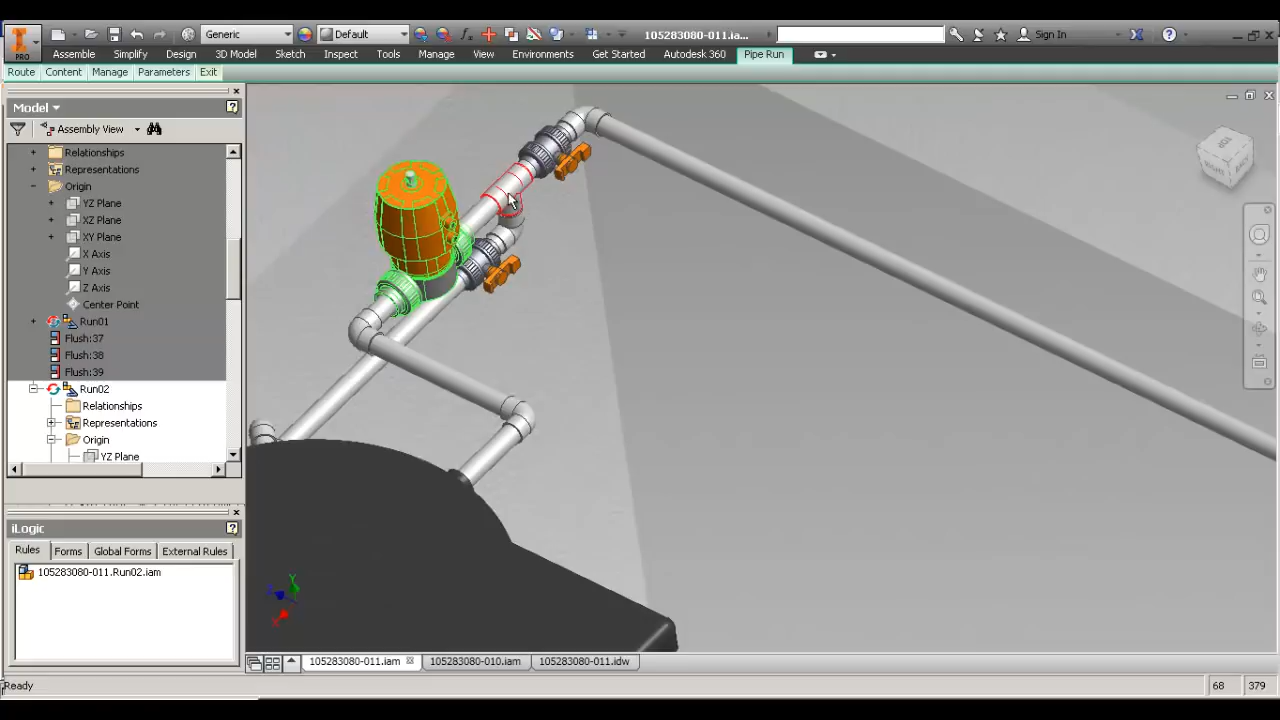 PRO
Generic
Default
105283080-011.ia...
Sign In
Assemble Simplify Design 3D Model Sketch Inspect Tools Manage View Environments Get Started Autodesk 360 Pipe Run
Route Content Manage Parameters Exit
Model
Assembly View
Relationships
Representations
Origin
YZ Plane
XZ Plane
XY Plane
X Axis
Y Axis
Z Axis
Center Point
Run01
Flush:37
Flush:38
Flush:39
Run02
Relationships
Representations
Origin
YZ Plane
iLogic
Rules Forms Global Forms External Rules
105283080-011.Run02.iam
TOP
Y
X
105283080-011.iam 105283080-010.iam 105283080-011.idw
Ready 68 379